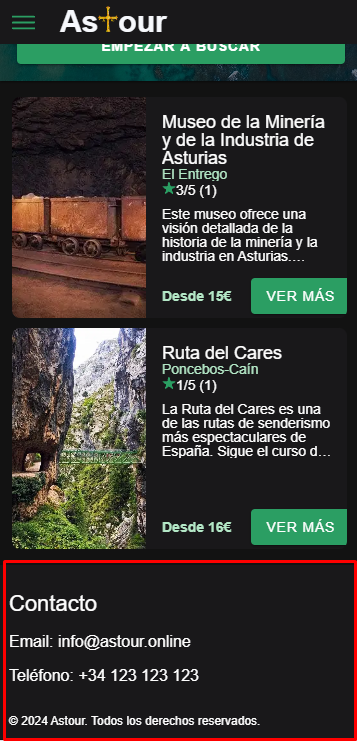 Astour
EMPEZAR A BUSCAR
Museo de la Minería
y de la Industria de
Asturias
El Entrego
3/5 (1)
Este museo ofrece una
visión detallada de la
historia de la minería y la
industria en Asturias.…
Desde 15€
VER MÁS
Ruta del Cares
Poncebos-Caín
1/5 (1)
La Ruta del Cares es una
de las rutas de senderismo
más espectaculares de
España. Sigue el curso d…
Desde 16€
VER MÁS
Contacto
Email: info@astour.online
Teléfono: +34 123 123 123
© 2024 Astour. Todos los derechos reservados.